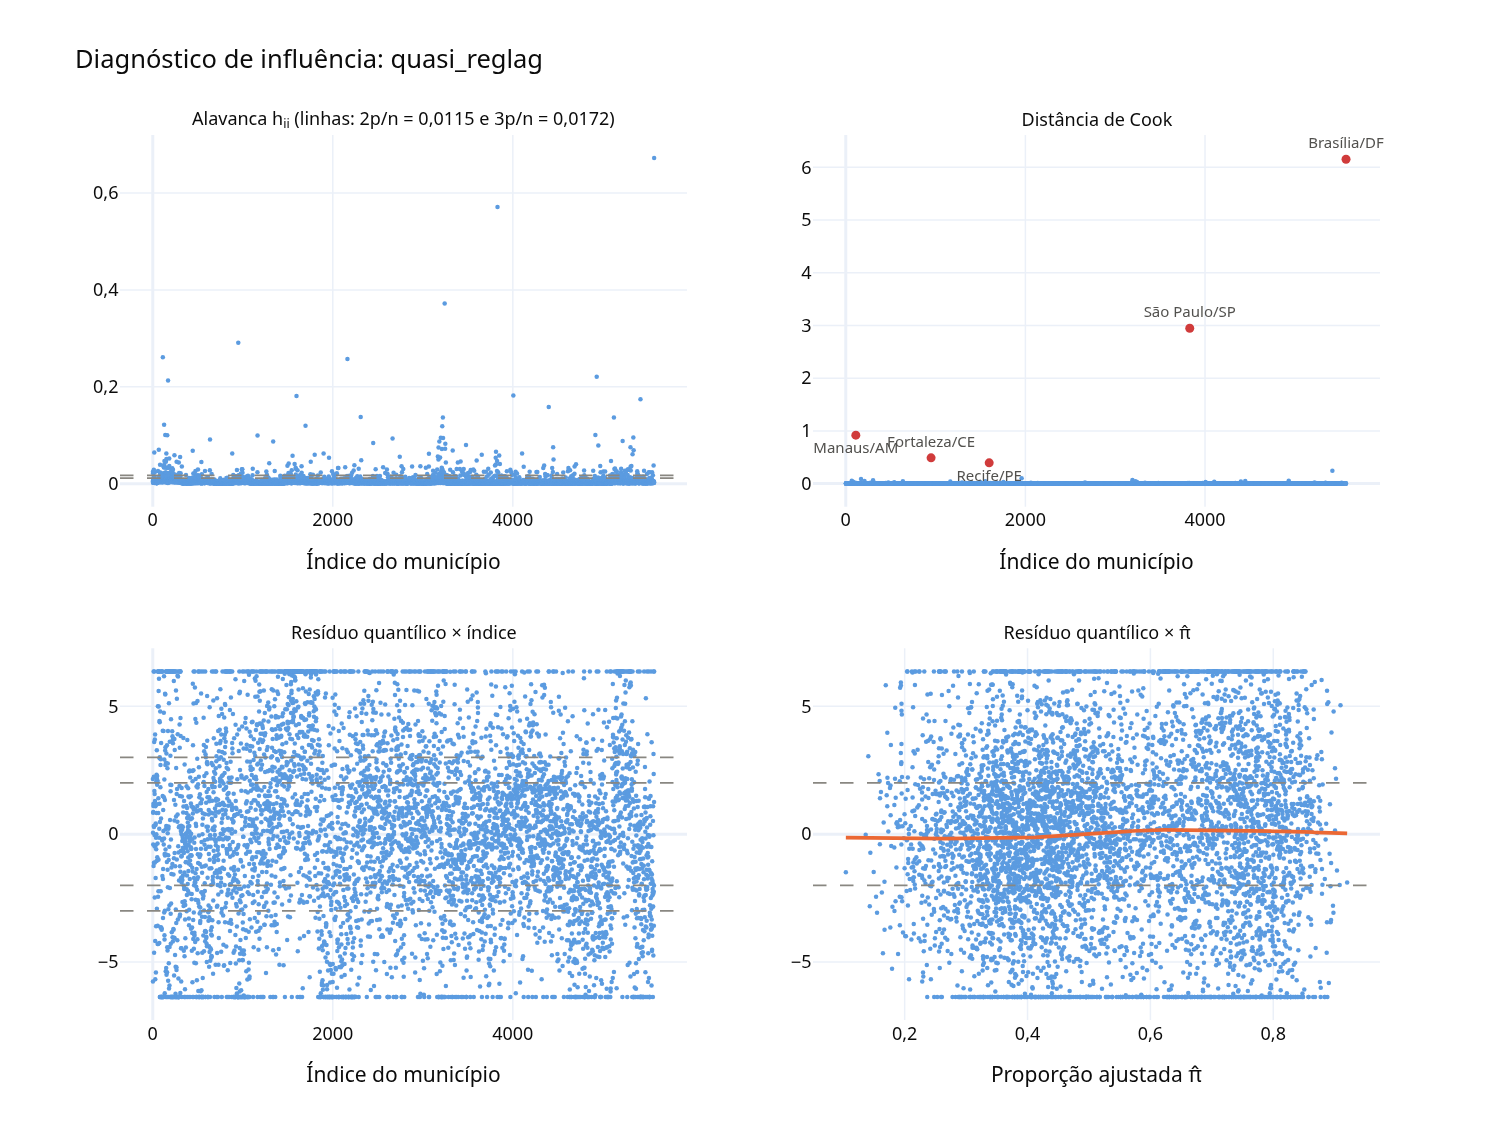 Diagnóstico de influência: quasi_reglag
Alavanca hᵢᵢ (linhas: 2p/n = 0,0115 e 3p/n = 0,0172)
0,6
0,4
0,2
0
0 2000 4000
Índice do município
Distância de Cook
6
5
4
3
2
1
0
Brasília/DF
São Paulo/SP
Manaus/AM
Fortaleza/CE
Recife/PE
0 2000 4000
Índice do município
Resíduo quantílico × índice
5
0
−5
0 2000 4000
Índice do município
Resíduo quantílico × π̂
5
0
−5
0,2 0,4 0,6 0,8
Proporção ajustada π̂